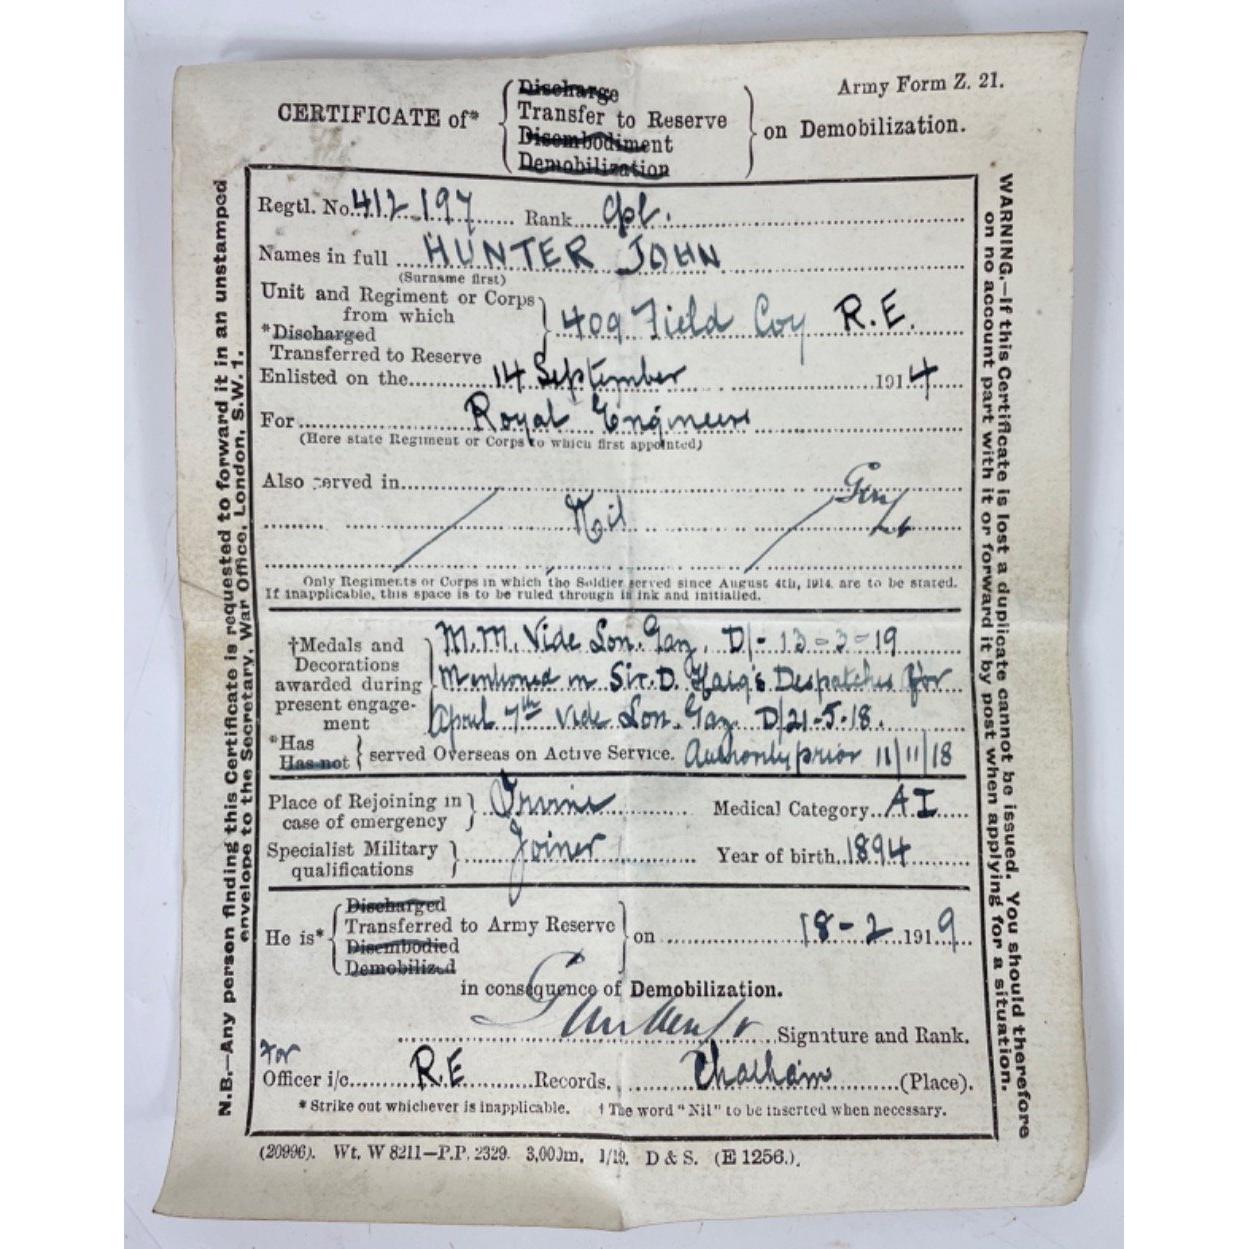 Army Form Z. 21.
CERTIFICATE of*
Discharge
Transfer to Reserve
Disembodiment
Demobilization
on Demobilization.
Regtl. No. 412197 Rank Cpl.
Names in full HUNTER JOHN
(Surname first)
Unit and Regiment or Corps
from which
*Discharged
Transferred to Reserve
409 Field Coy R.E.
Enlisted on the 14 September 1914
For Royal Engineers
(Here state Regiment or Corps to which first appointed)
Also served in
Nil
Only Regiments or Corps in which the Soldier served since August 4th, 1914, are to be stated.
If inapplicable, this space is to be ruled through in ink and initialled.
†Medals and
Decorations
awarded during
present engage-
ment
M.M. Vide Lon. Gaz. D/- 13-3-19
Mentioned in Sir. D. Haig's Despatches for
April 7th vide Lon. Gaz. D/21-5-18.
*Has
Has not
served Overseas on Active Service. Authority prior 11/11/18
Place of Rejoining in
case of emergency
Irvine
Medical Category AI
Specialist Military
qualifications
Joiner
Year of birth 1894
He is*
Discharged
Transferred to Army Reserve
Disembodied
Demobilized
on 18-2-1919.
in consequence of Demobilization.
Signature and Rank.
For
Officer i/c R.E Records. Chatham (Place).
* Strike out whichever is inapplicable. † The word "Nil" to be inserted when necessary.
(20996). Wt. W 8211—P.P. 2329. 3,000m. 1/19. D & S. (E 1256.).
N.B.—Any person finding this Certificate is requested to forward it in an unstamped
envelope to the Secretary, War Office, London, S.W. 1.
WARNING.—If this Certificate is lost a duplicate cannot be issued. You should therefore
on no account part with it or forward it by post when applying for a situation.